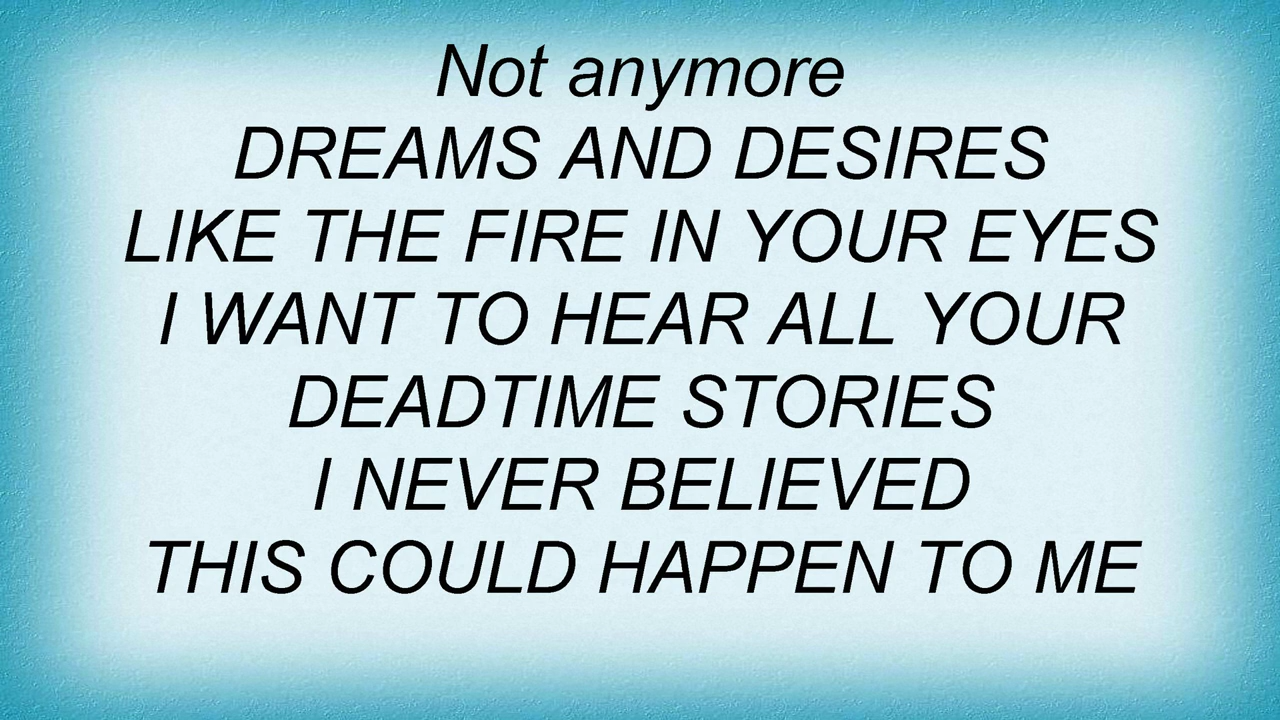 Not anymore
DREAMS AND DESIRES
LIKE THE FIRE IN YOUR EYES
I WANT TO HEAR ALL YOUR
DEADTIME STORIES
I NEVER BELIEVED
THIS COULD HAPPEN TO ME